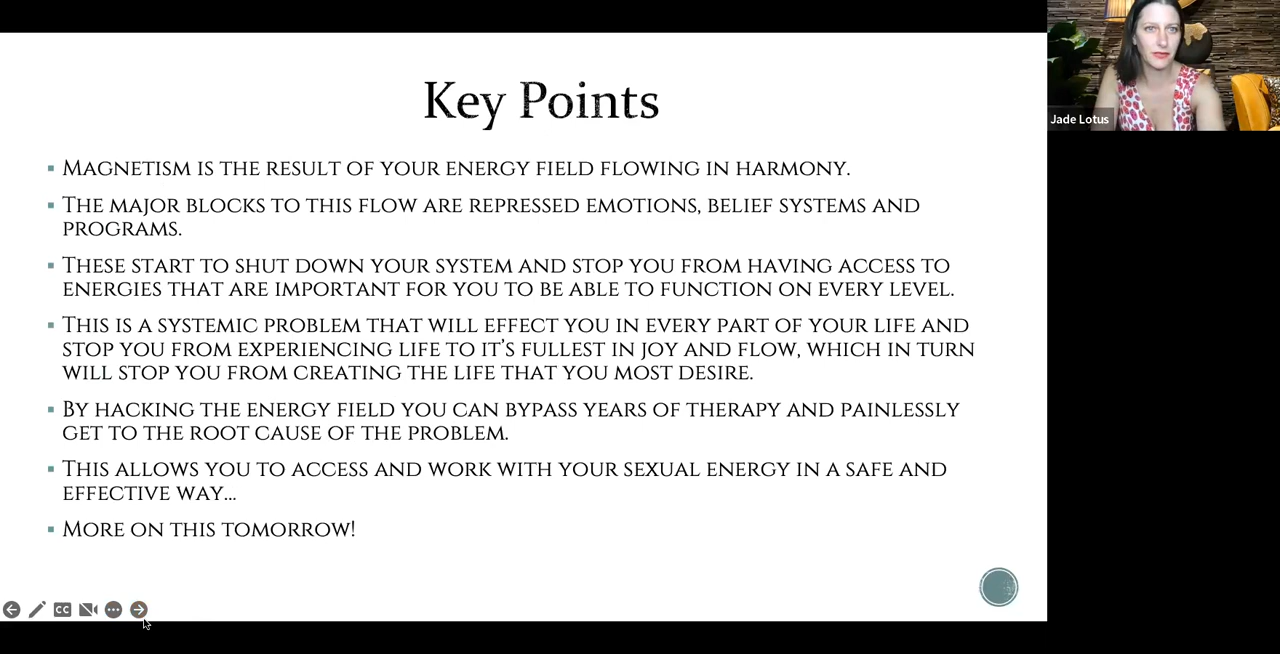 Key Points
Magnetism is the result of your energy field flowing in harmony.
The major blocks to this flow are repressed emotions, belief systems and
programs.
These start to shut down your system and stop you from having access to
energies that are important for you to be able to function on every level.
This is a systemic problem that will effect you in every part of your life and
stop you from experiencing life to it's fullest in joy and flow, which in turn
will stop you from creating the life that you most desire.
By hacking the energy field you can bypass years of therapy and painlessly
get to the root cause of the problem.
This allows you to access and work with your sexual energy in a safe and
effective way…
More on this tomorrow!
CC
Jade Lotus